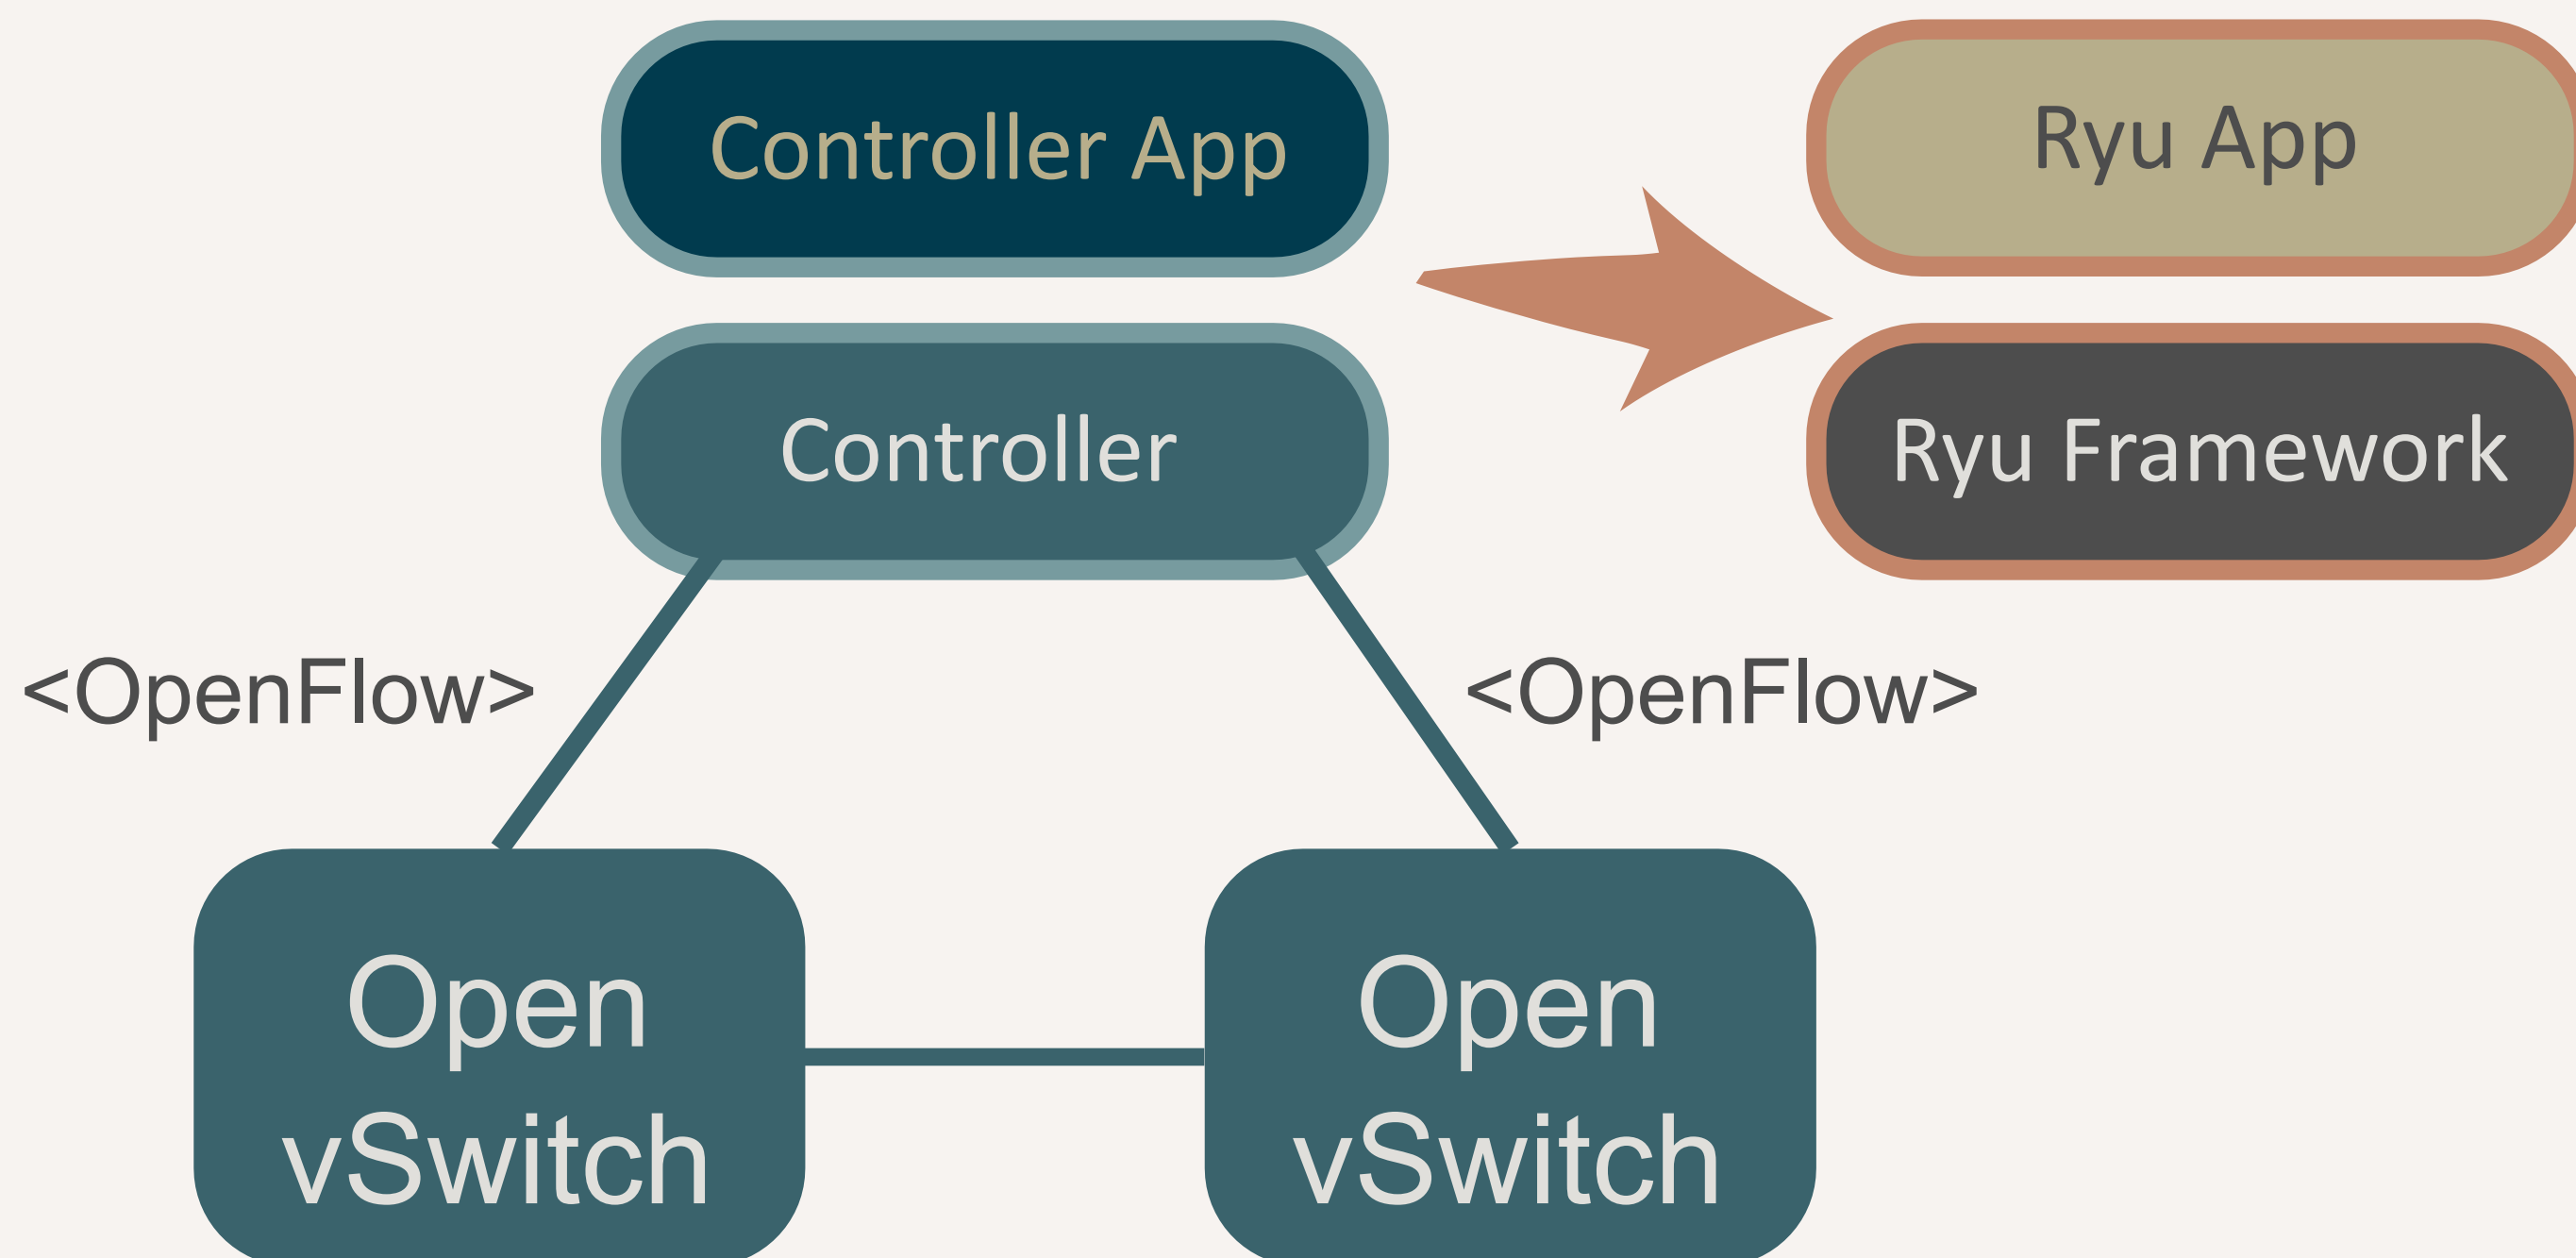 Controller App
Ryu App
Controller
Ryu Framework
<OpenFlow>
<OpenFlow>
Open
vSwitch
Open
vSwitch